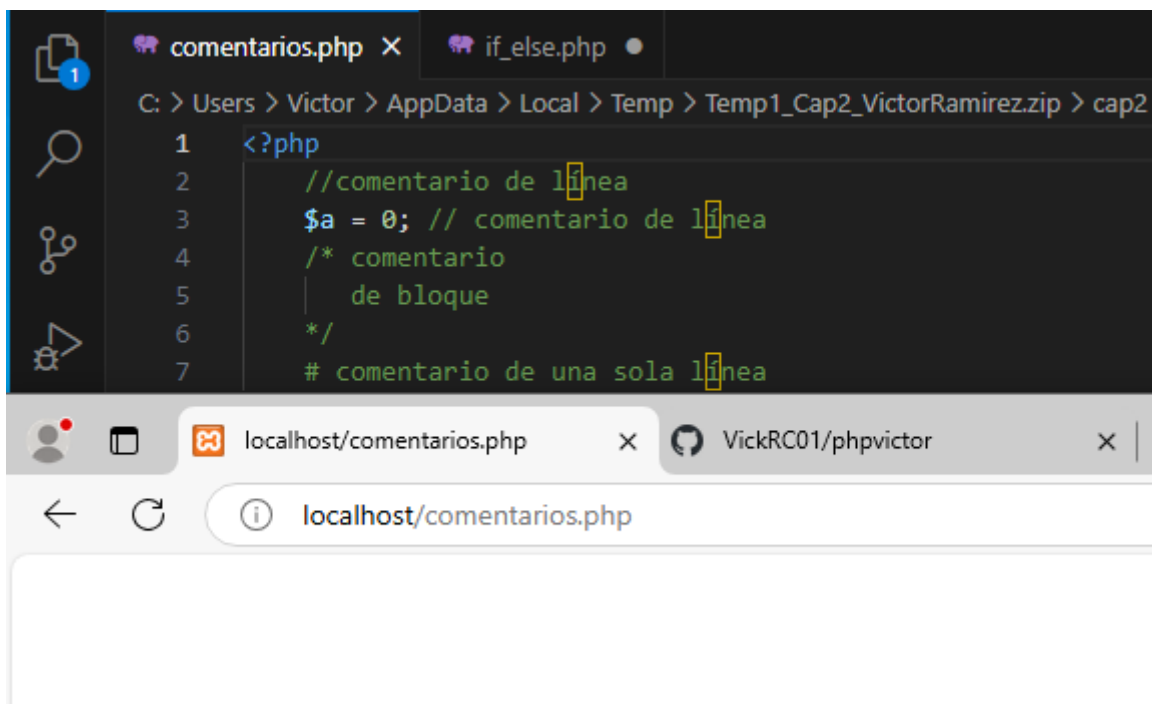 comentarios.php if_else.php
C: > Users > Victor > AppData > Local > Temp > Temp1_Cap2_VictorRamirez.zip > cap2
1 <?php
2 //comentario de línea
3 $a = 0; // comentario de línea
4 /* comentario
5 de bloque
6 */
7 # comentario de una sola línea
1
localhost/comentarios.php VickRC01/phpvictor
localhost/comentarios.php